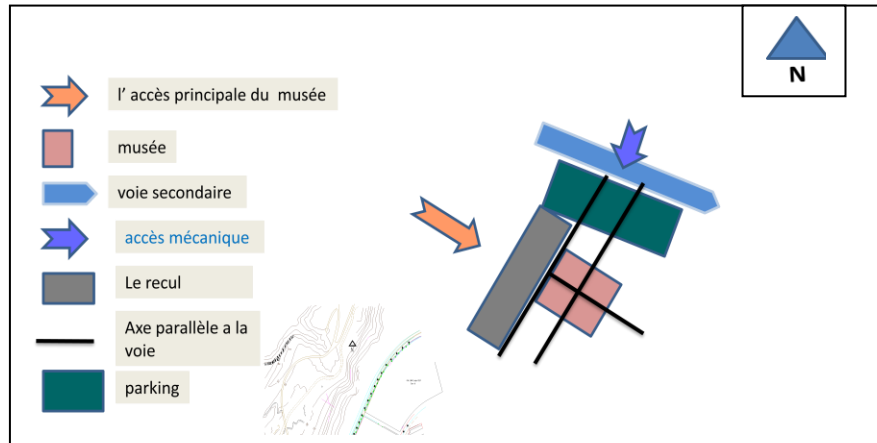 N
l' accès principale du musée
musée
voie secondaire
accès mécanique
Le recul
Axe parallèle a la
voie
parking